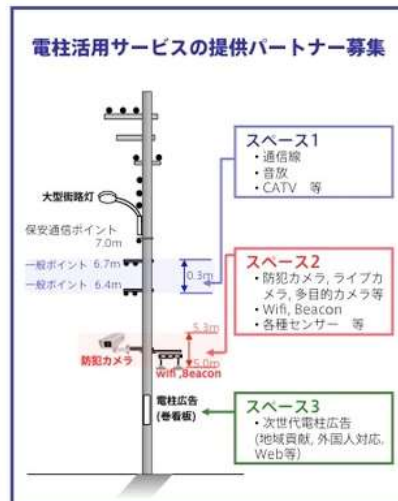 電柱活用サービスの提供パートナー募集
スペース1
・通信線
・音放
・CATV 等
大型街路灯
保安通信ポイント
7.0m
一般ポイント 6.7m
一般ポイント 6.4m
0.3m
スペース2
・防犯カメラ, ライブカ
メラ, 多目的カメラ等
・Wifi, Beacon
・各種センサー 等
5.3m
5.0m
防犯カメラ
wifi ,Beacon
電柱広告
(巻看板)
スペース3
・次世代電柱広告
(地域貢献, 外国人対応,
Web等)